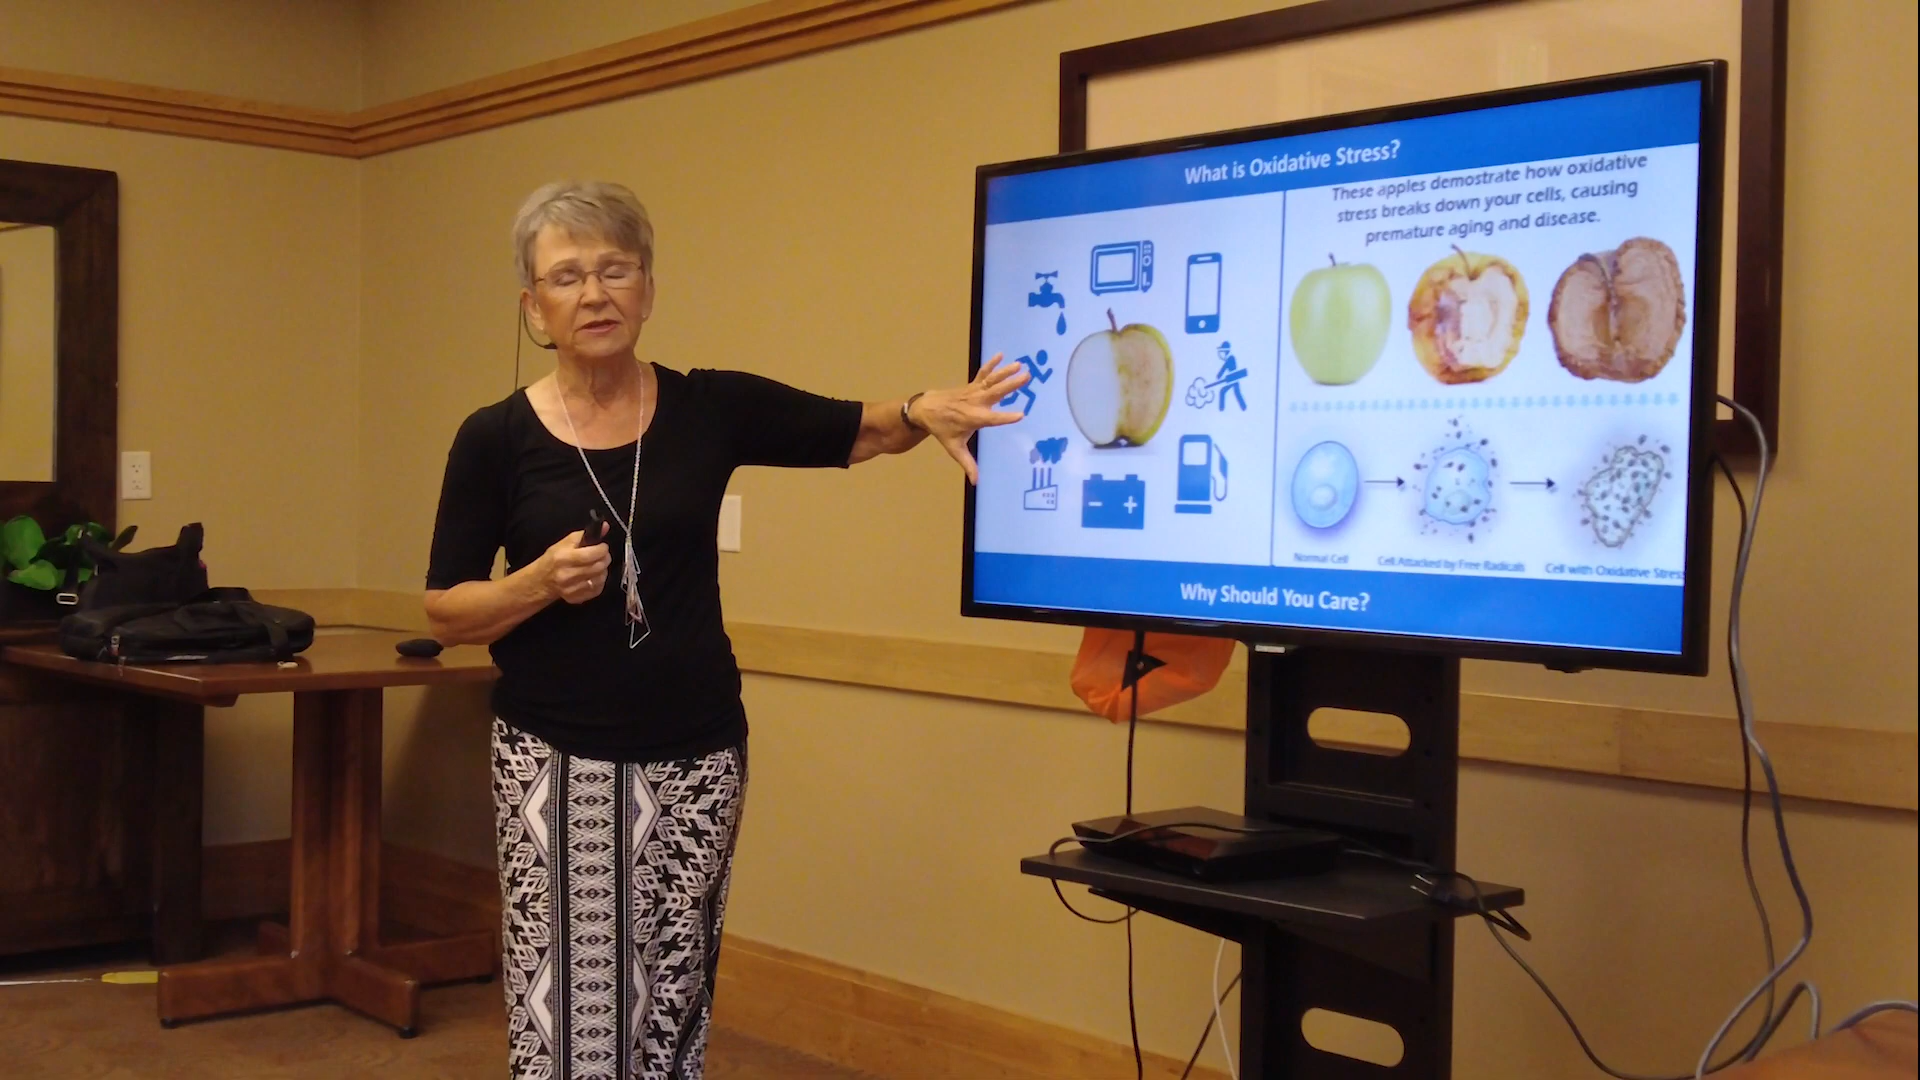 What is Oxidative Stress?
These apples demostrate how oxidative
stress breaks down your cells, causing
premature aging and disease.
Normal Cell
Cell Attacked by Free Radicals
Cell with Oxidative Stress
Why Should You Care?